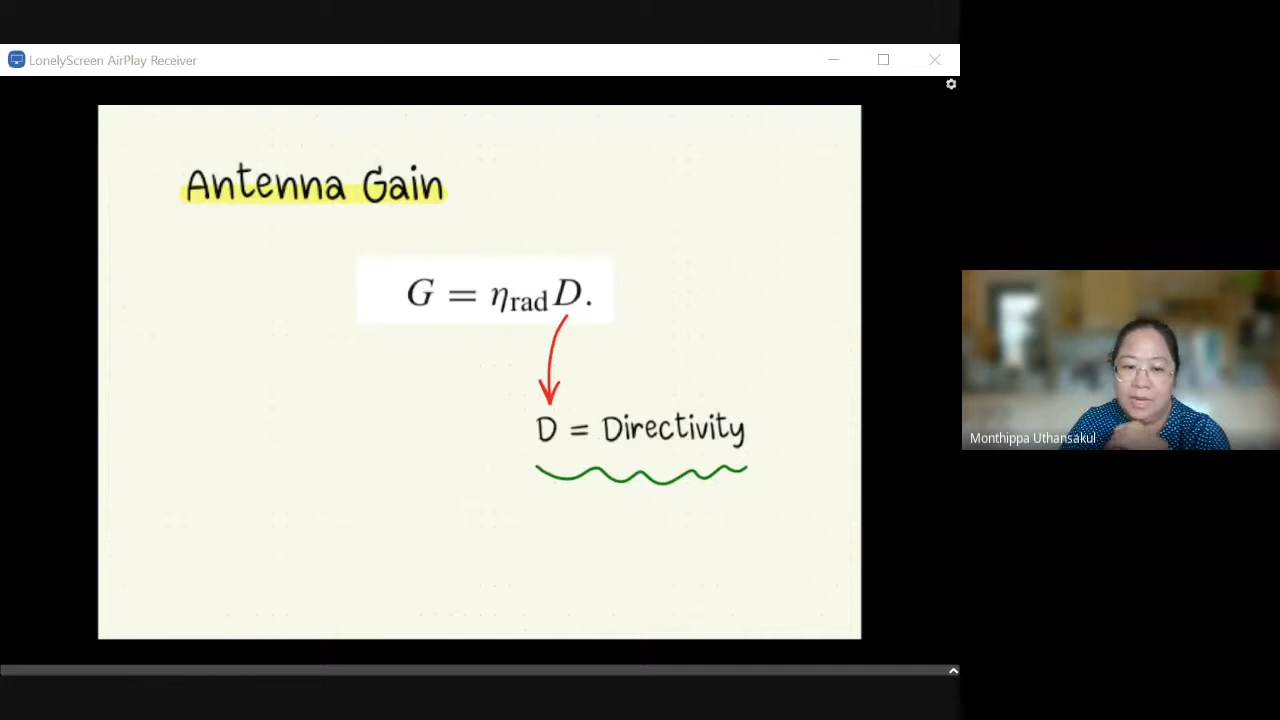 LonelyScreen AirPlay Receiver
Antenna Gain
G = η_rad D.
D = Directivity
Monthippa Uthansakul